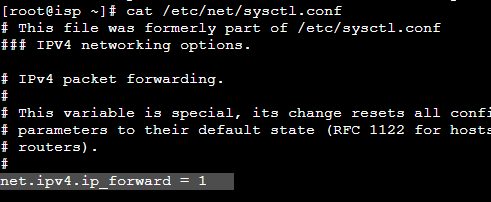 [root@isp ~]# cat /etc/net/sysctl.conf
# This file was formerly part of /etc/sysctl.conf
### IPV4 networking options.
# IPv4 packet forwarding.
#
# This variable is special, its change resets all confi
# parameters to their default state (RFC 1122 for hosts
# routers).
#
net.ipv4.ip_forward = 1